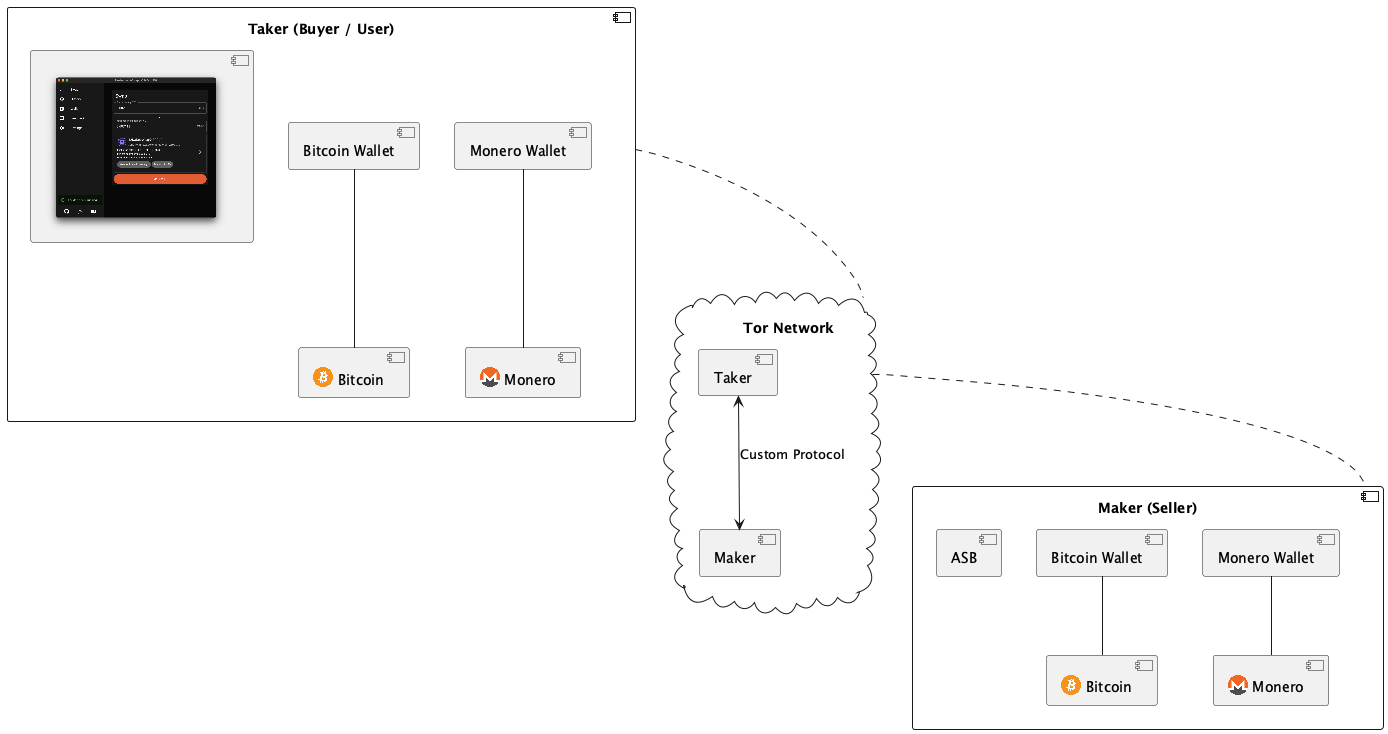 Taker (Buyer / User)
Bitcoin Wallet
Monero Wallet
Bitcoin
Monero
Tor Network
Taker
Custom Protocol
Maker
Maker (Seller)
ASB
Bitcoin Wallet
Monero Wallet
Bitcoin
Monero